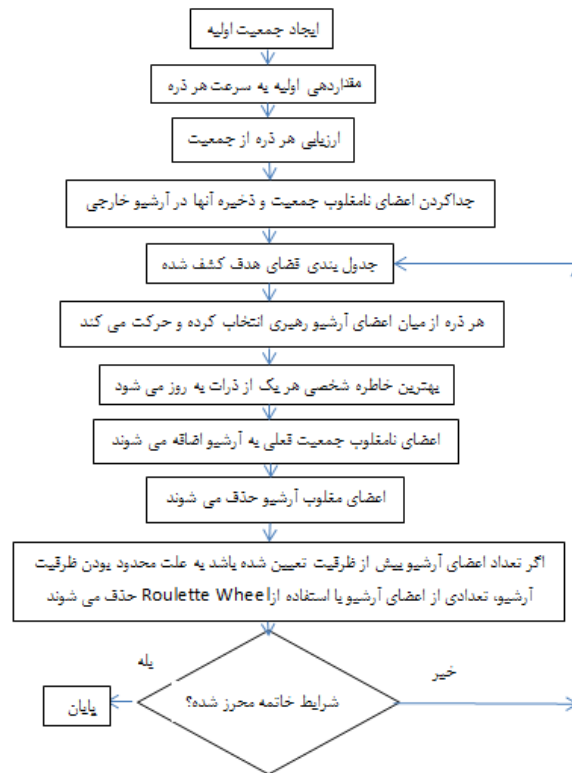 ایجاد جمعیت اولیه
مقداردهی اولیه به سرعت هر ذره
ارزیابی هر ذره از جمعیت
جداکردن اعضای نامغلوب جمعیت و ذخیره آنها در آرشیو خارجی
جدول بندی فضای هدف کشف شده
هر ذره از میان اعضای آرشیو رهبری انتخاب کرده و حرکت می کند
بهترین خاطره شخصی هر یک از ذرات به روز می شود
اعضای نامغلوب جمعیت فعلی به آرشیو اضافه می شوند
اعضای مغلوب آرشیو حذف می شوند
اگر تعداد اعضای آرشیو بیش از ظرفیت تعیین شده باشد به علت محدود بودن ظرفیت
آرشیو، تعدادی از اعضای آرشیو با استفاده از Roulette Wheel حذف می شوند
بله
خیر
شرایط خاتمه محرز شده؟
پایان